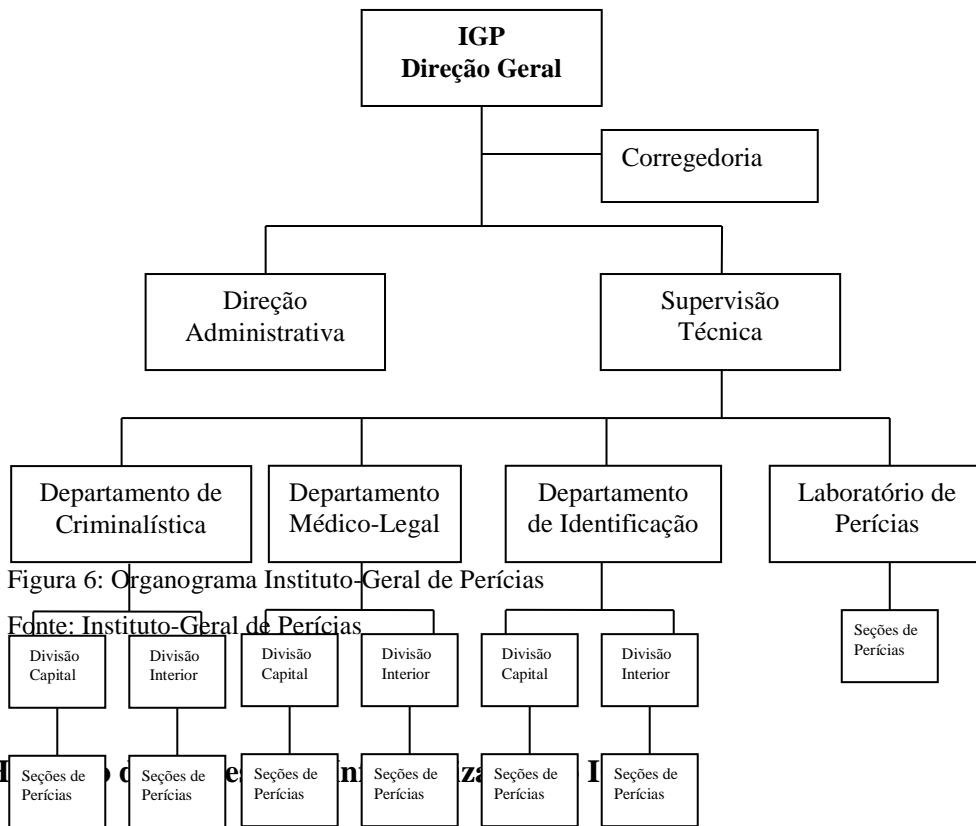 IGP
Direção Geral
Corregedoria
Direção
Administrativa
Supervisão
Técnica
Departamento de
Criminalística
Departamento
Médico-Legal
Departamento
de Identificação
Laboratório de
Perícias
Figura 6: Organograma Instituto-Geral de Perícias
Fonte: Instituto-Geral de Perícias
Divisão
Capital
Divisão
Interior
Divisão
Capital
Divisão
Interior
Divisão
Capital
Divisão
Interior
Seções de
Perícias
Seções de
Perícias
Seções de
Perícias
Seções de
Perícias
Seções de
Perícias
Seções de
Perícias
Seções de
Perícias